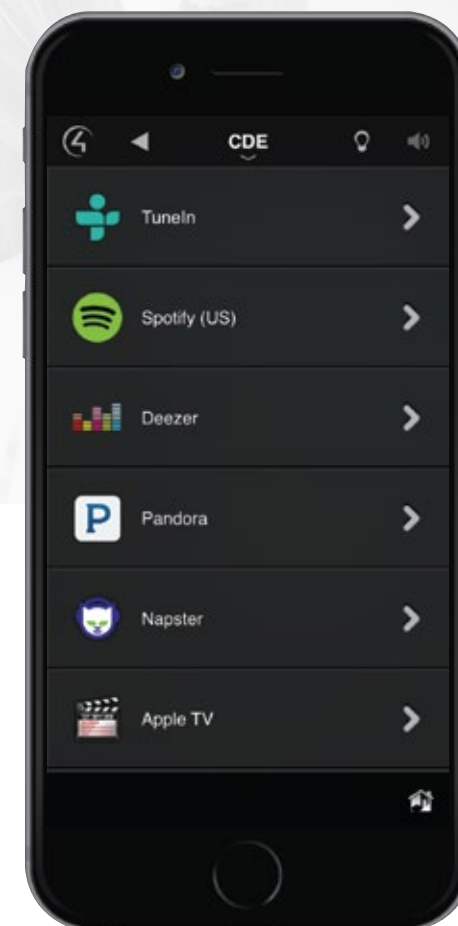 CDE
TuneIn
Spotify (US)
Deezer
P Pandora
Napster
Apple TV